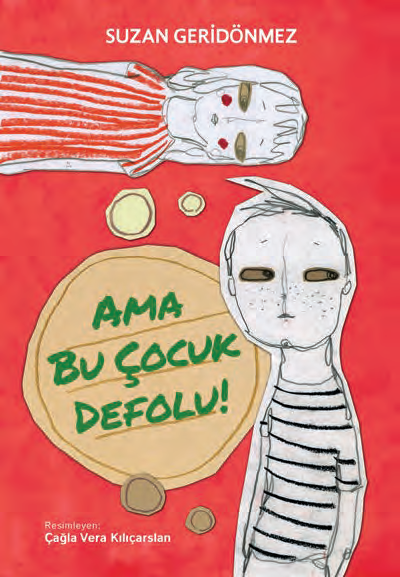 SUZAN GERİDÖNMEZ
AMA
BU ÇOCUK
DEFOLU!
Resimleyen:
Çağla Vera Kılıçarslan